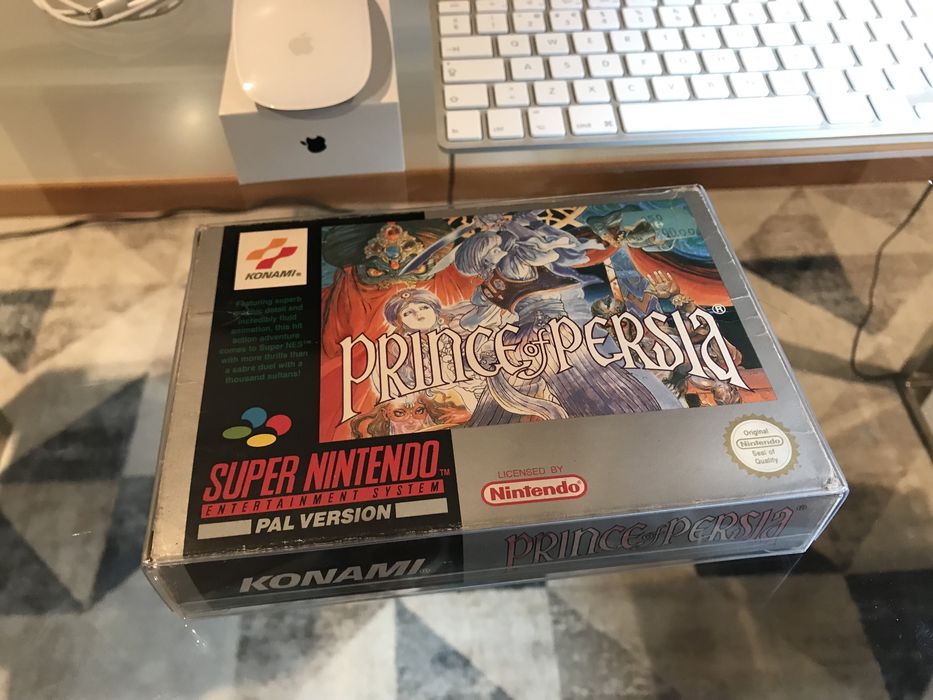 Q W E R T Y U I O P
A S D F G H J K L
Z X C V B N M
cmd ⌘
KONAMI®
Featuring superb
graphic detail and
incredibly fluid
animation, this hit
action adventure
comes to Super NES™
with more thrills than
a sabre duel with a
thousand sultans!
PRINCE of PERSIA®
SUPER NINTENDO™
ENTERTAINMENT SYSTEM
PAL VERSION
LICENSED BY
Nintendo®
Original
Nintendo
Seal of
Quality
KONAMI®
PRINCE of PERSIA®